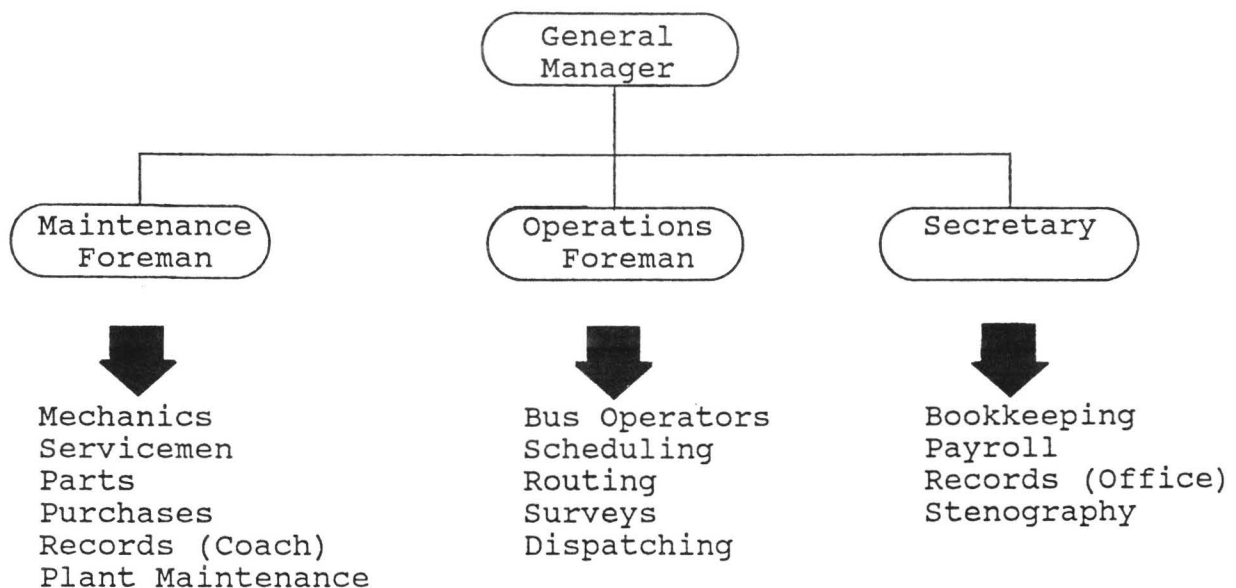 General
Manager
Maintenance
Foreman
Operations
Foreman
Secretary
Mechanics
Servicemen
Parts
Purchases
Records (Coach)
Plant Maintenance
Bus Operators
Scheduling
Routing
Surveys
Dispatching
Bookkeeping
Payroll
Records (Office)
Stenography